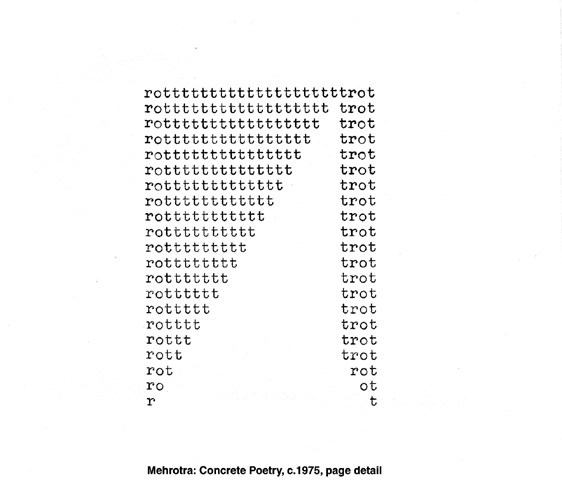 rotttttttttttttttttttrot
rotttttttttttttttttt trot
rottttttttttttttttt  trot
rotttttttttttttttt   trot
rottttttttttttttt    trot
rotttttttttttttt     trot
rottttttttttttt      trot
rotttttttttttt       trot
rottttttttttt        trot
rotttttttttt         trot
rottttttttt          trot
rotttttttt           trot
rottttttt            trot
rotttttt             trot
rottttt              trot
rotttt               trot
rottt                trot
rott                 trot
rot                   rot
ro                     ot
r                       t
Mehrotra: Concrete Poetry, c.1975, page detail